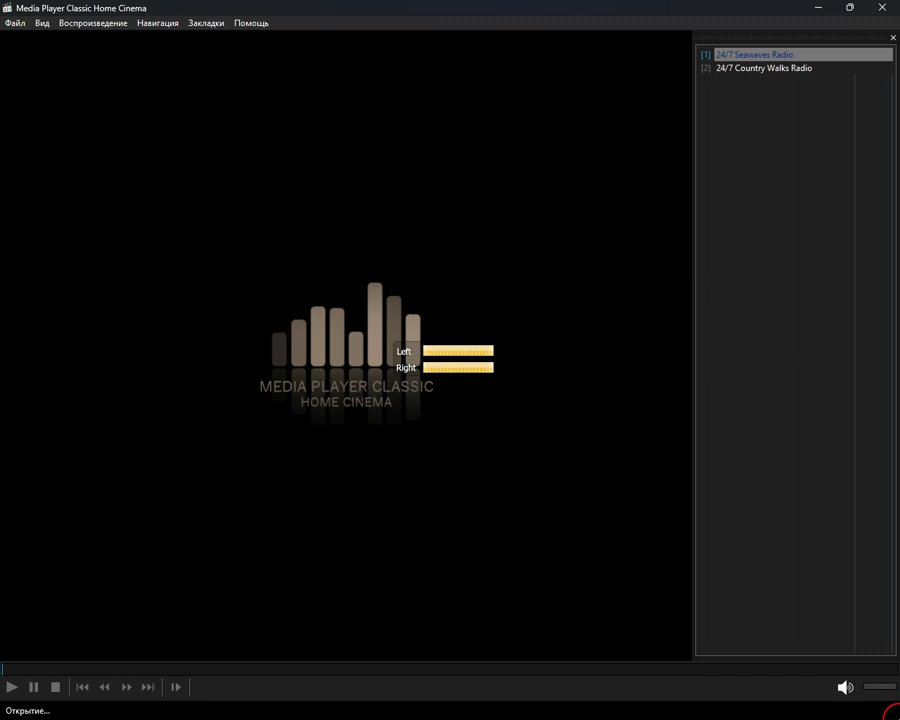 Media Player Classic Home Cinema
Файл Вид Воспроизведение Навигация Закладки Помощь
[1] 24/7 Seawaves Radio
[2] 24/7 Country Walks Radio
Left
Right
MEDIA PLAYER CLASSIC
HOME CINEMA
Открытие...